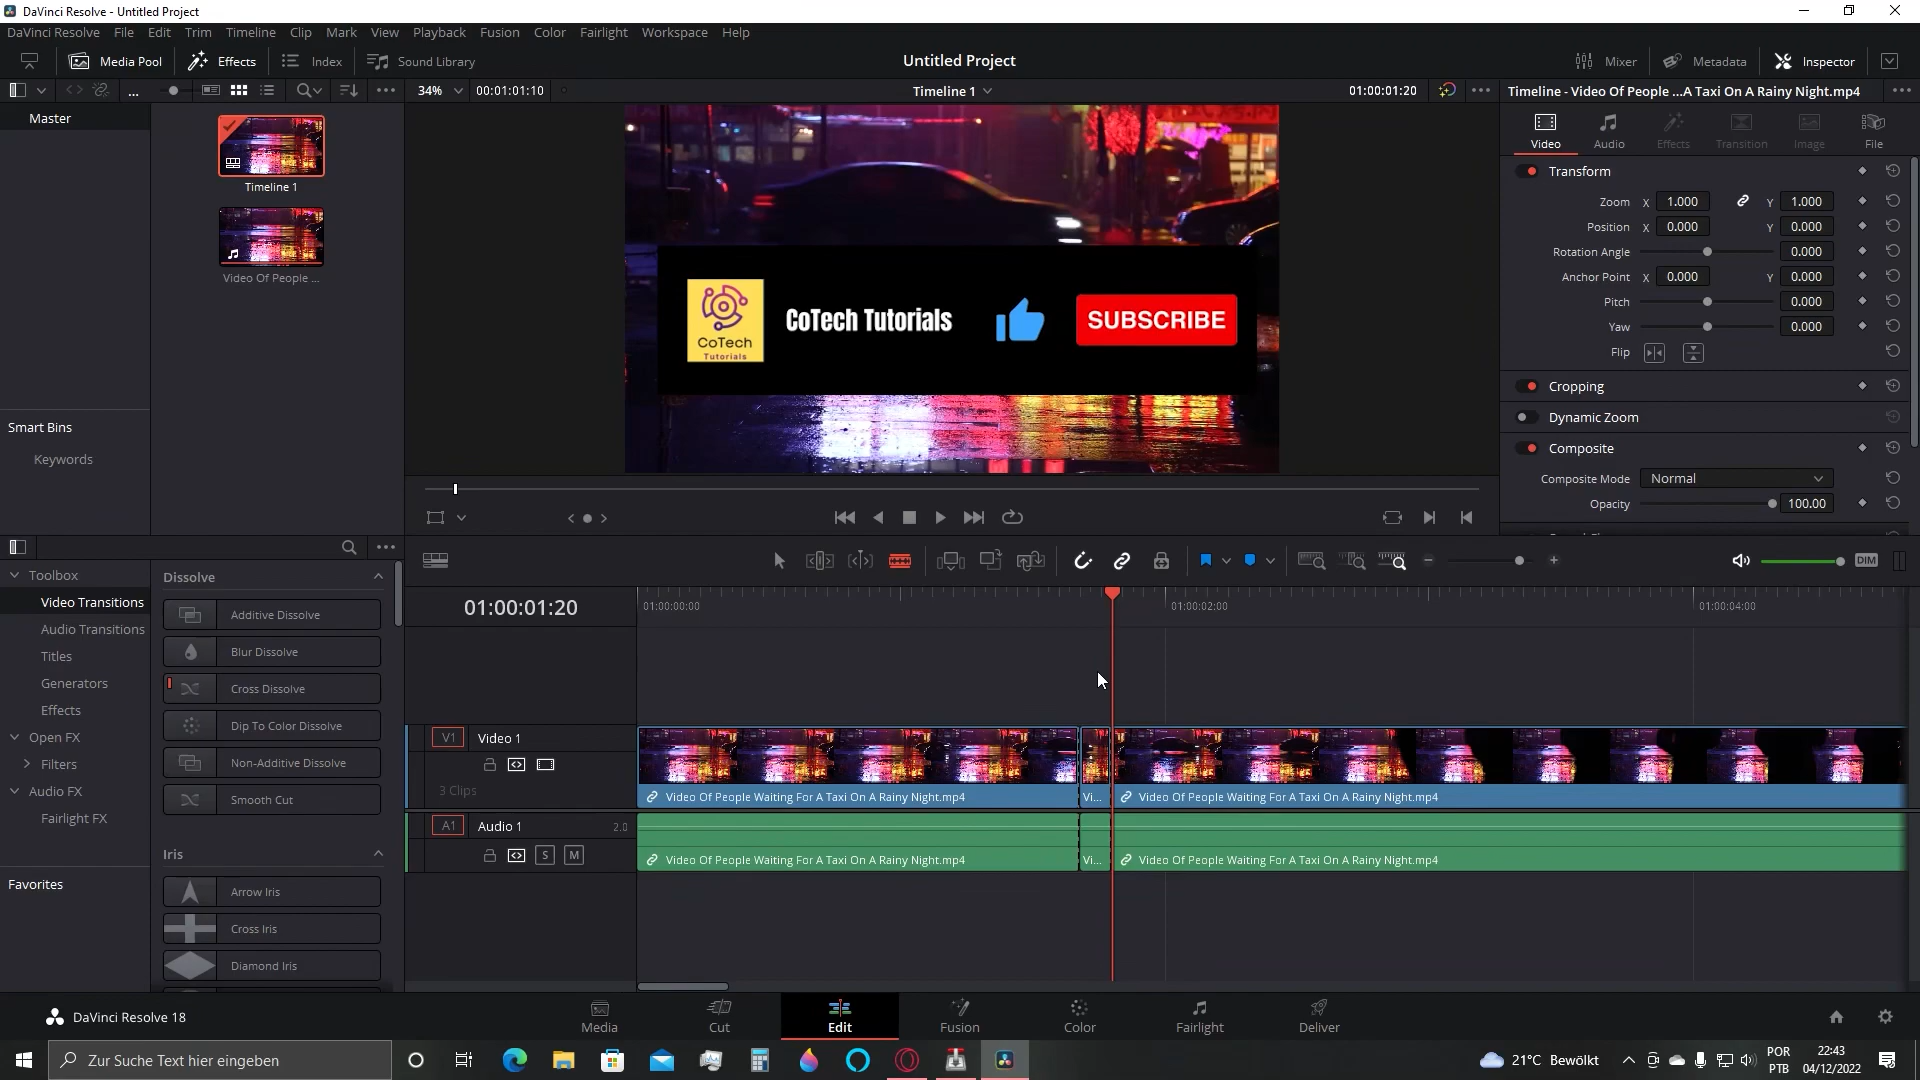 DaVinci Resolve - Untitled Project
DaVinci Resolve File Edit Trim Timeline Clip Mark View Playback Fusion Color Fairlight Workspace Help
Media Pool Effects Index Sound Library Untitled Project Mixer Metadata Inspector
34% 00:01:01:10 Timeline 1 01:00:01:20 Timeline - Video Of People ...A Taxi On A Rainy Night.mp4
Master
Timeline 1
Video Of People ...
Smart Bins
Keywords
CoTech
Tutorials
CoTech Tutorials
SUBSCRIBE
Video Audio Effects Transition Image File
Transform
Zoom X 1.000 Y 1.000
Position X 0.000 Y 0.000
Rotation Angle 0.000
Anchor Point X 0.000 Y 0.000
Pitch 0.000
Yaw 0.000
Flip
Cropping
Dynamic Zoom
Composite
Composite Mode Normal
Opacity 100.00
Toolbox
Video Transitions
Audio Transitions
Titles
Generators
Effects
Open FX
Filters
Audio FX
Fairlight FX
Favorites
Dissolve
Additive Dissolve
Blur Dissolve
Cross Dissolve
Dip To Color Dissolve
Non-Additive Dissolve
Smooth Cut
Iris
Arrow Iris
Cross Iris
Diamond Iris
DIM
01:00:01:20
01:00:00:00 01:00:02:00 01:00:04:00
V1 Video 1
3 Clips
Video Of People Waiting For A Taxi On A Rainy Night.mp4 Vi... Video Of People Waiting For A Taxi On A Rainy Night.mp4
A1 Audio 1 2.0
S M
Video Of People Waiting For A Taxi On A Rainy Night.mp4 Vi... Video Of People Waiting For A Taxi On A Rainy Night.mp4
DaVinci Resolve 18
Media Cut Edit Fusion Color Fairlight Deliver
Zur Suche Text hier eingeben
21°C Bewölkt
POR
PTB
22:43
04/12/2022